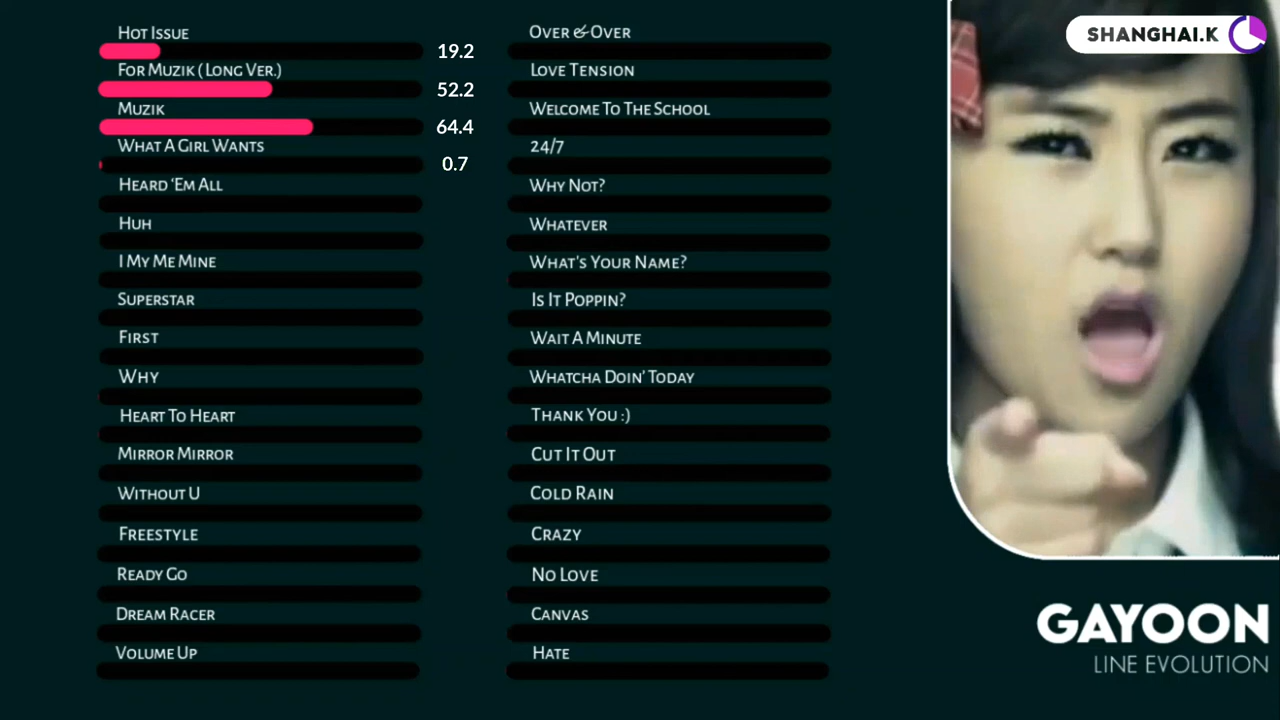 HOT ISSUE
19.2
FOR MUZIK (LONG VER.)
52.2
MUZIK
64.4
WHAT A GIRL WANTS
0.7
HEARD ‘EM ALL
HUH
I MY ME MINE
SUPERSTAR
FIRST
WHY
HEART TO HEART
MIRROR MIRROR
WITHOUT U
FREESTYLE
READY GO
DREAM RACER
VOLUME UP
OVER & OVER
LOVE TENSION
WELCOME TO THE SCHOOL
24/7
WHY NOT?
WHATEVER
WHAT'S YOUR NAME?
IS IT POPPIN?
WAIT A MINUTE
WHATCHA DOIN' TODAY
THANK YOU :)
CUT IT OUT
COLD RAIN
CRAZY
NO LOVE
CANVAS
HATE
SHANGHAI.K
GAYOON
LINE EVOLUTION